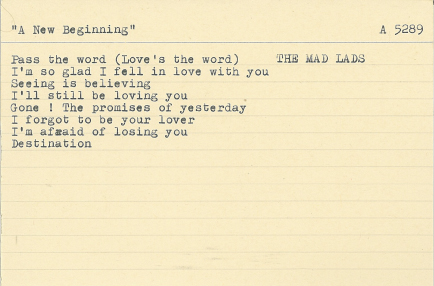 "A New Beginning" A 5289
Pass the word (Love's the word) THE MAD LADS
I'm so glad I fell in love with you
Seeing is believing
I'll still be loving you
Gone ! The promises of yesterday
I forgot to be your lover
I'm afraid of losing you
Destination